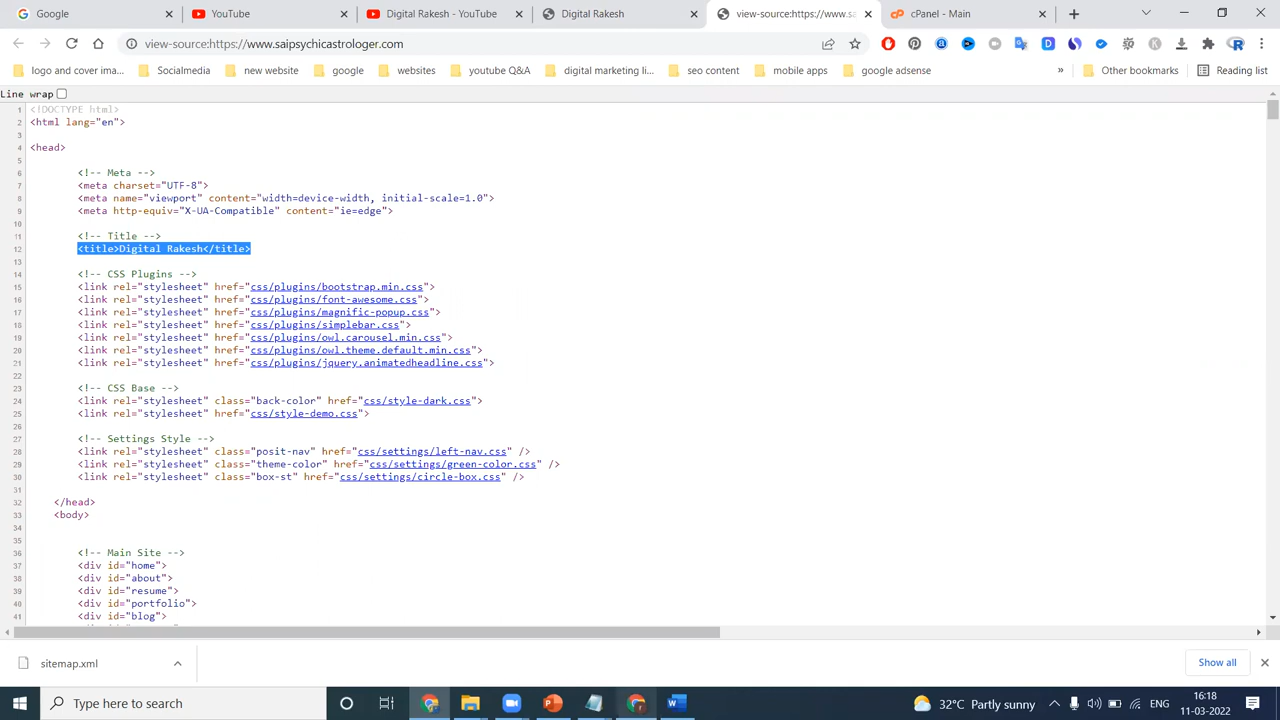 Google
YouTube
Digital Rakesh - YouTube
Digital Rakesh
view-source:https://www.sa
cPanel - Main
view-source:https://www.saipsychicastrologer.com
logo and cover ima...
Socialmedia
new website
google
websites
youtube Q&A
digital marketing li...
seo content
mobile apps
google adsense
»
Other bookmarks
Reading list
Line wrap
1 <!DOCTYPE html>
2 <html lang="en">
3
4 <head>
5
6 <!-- Meta -->
7 <meta charset="UTF-8">
8 <meta name="viewport" content="width=device-width, initial-scale=1.0">
9 <meta http-equiv="X-UA-Compatible" content="ie=edge">
10
11 <!-- Title -->
12 <title>Digital Rakesh</title>
13
14 <!-- CSS Plugins -->
15 <link rel="stylesheet" href="css/plugins/bootstrap.min.css">
16 <link rel="stylesheet" href="css/plugins/font-awesome.css">
17 <link rel="stylesheet" href="css/plugins/magnific-popup.css">
18 <link rel="stylesheet" href="css/plugins/simplebar.css">
19 <link rel="stylesheet" href="css/plugins/owl.carousel.min.css">
20 <link rel="stylesheet" href="css/plugins/owl.theme.default.min.css">
21 <link rel="stylesheet" href="css/plugins/jquery.animatedheadline.css">
22
23 <!-- CSS Base -->
24 <link rel="stylesheet" class="back-color" href="css/style-dark.css">
25 <link rel="stylesheet" href="css/style-demo.css">
26
27 <!-- Settings Style -->
28 <link rel="stylesheet" class="posit-nav" href="css/settings/left-nav.css" />
29 <link rel="stylesheet" class="theme-color" href="css/settings/green-color.css" />
30 <link rel="stylesheet" class="box-st" href="css/settings/circle-box.css" />
31
32 </head>
33 <body>
34
35
36 <!-- Main Site -->
37 <div id="home">
38 <div id="about">
39 <div id="resume">
40 <div id="portfolio">
41 <div id="blog">
sitemap.xml
Show all
Type here to search
32°C Partly sunny
ENG
16:18
11-03-2022